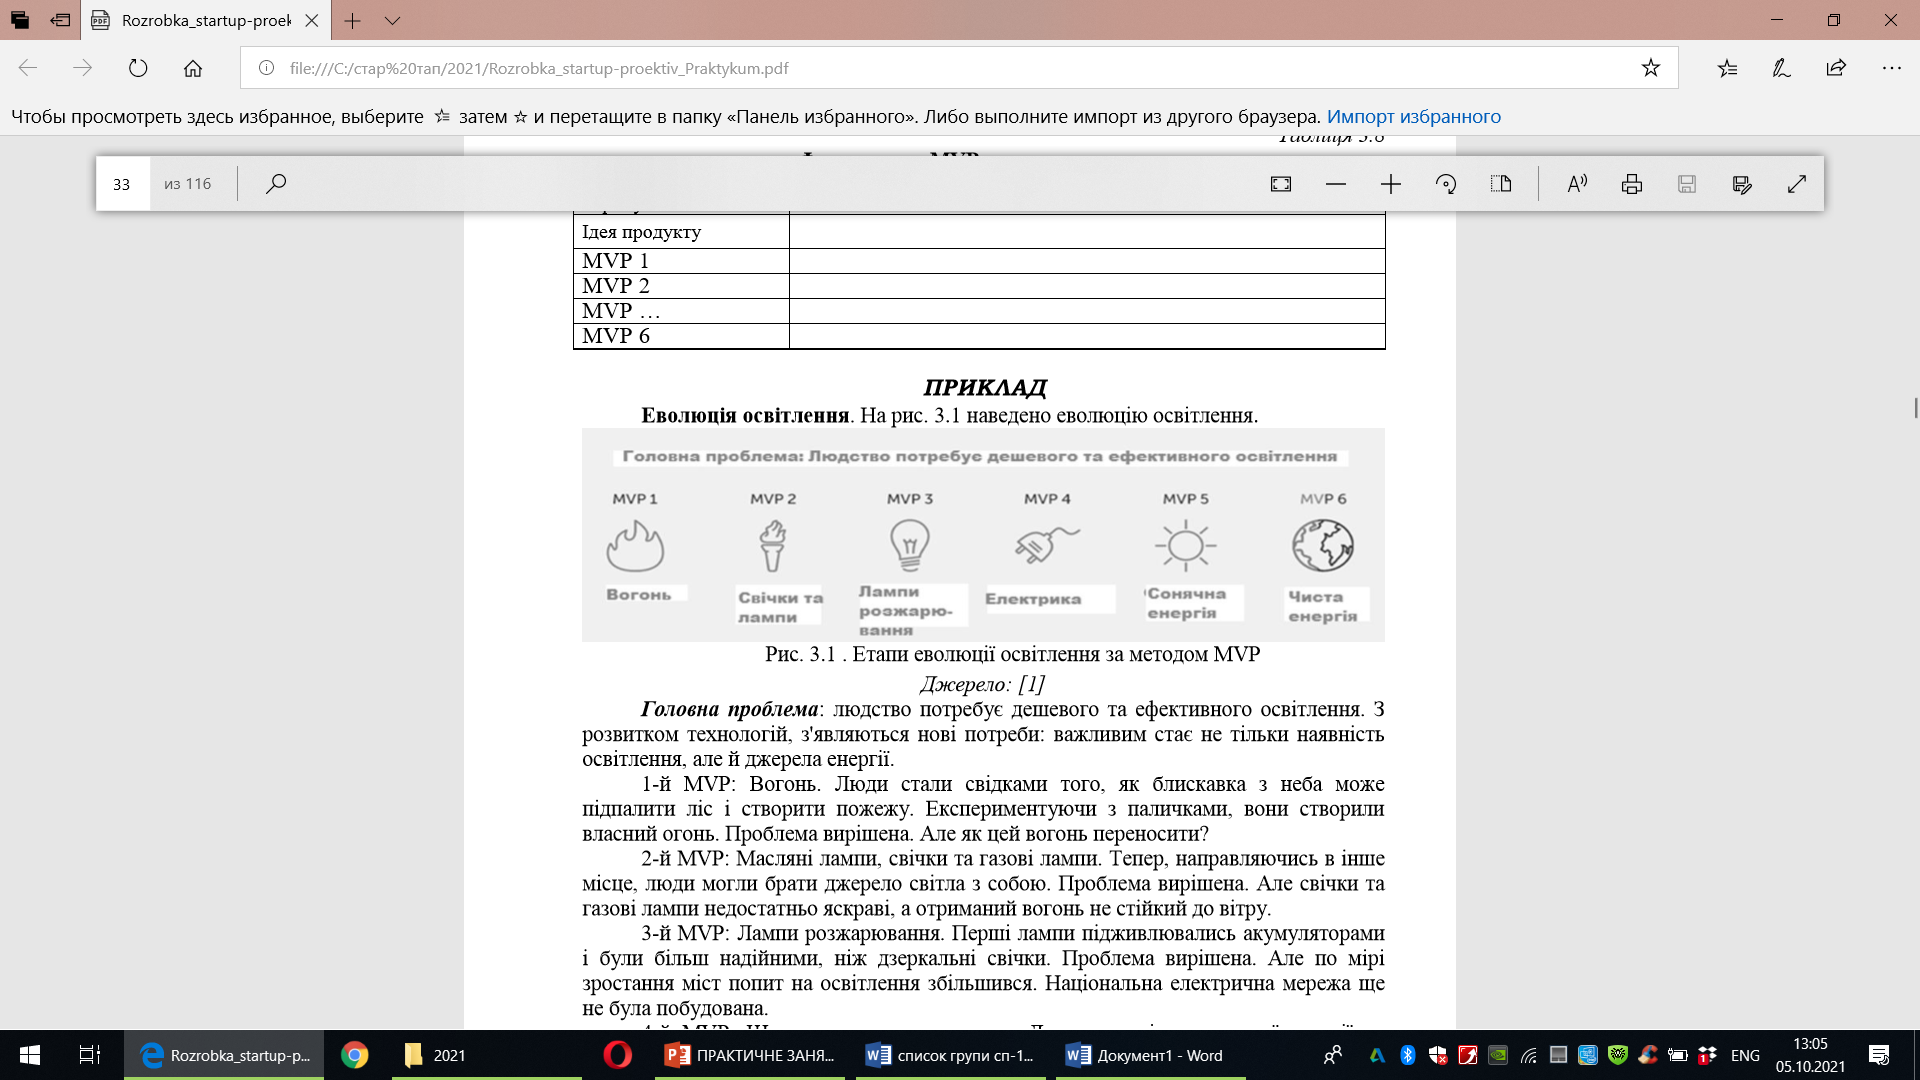 Rozrobka_startup-proek
file:///C:/стар%20тап/2021/Rozrobka_startup-proektiv_Praktykum.pdf
Чтобы просмотреть здесь избранное, выберите затем и перетащите в папку «Панель избранного». Либо выполните импорт из другого браузера. Импорт избранного
33 из 116
Ідея продукту
MVP 1
MVP 2
MVP …
MVP 6
ПРИКЛАД
Еволюція освітлення. На рис. 3.1 наведено еволюцію освітлення.
Головна проблема: Людство потребує дешевого та ефективного освітлення
MVP 1 MVP 2 MVP 3 MVP 4 MVP 5 MVP 6
Вогонь
Свічки та
лампи
Лампи
розжарю-
вання
Електрика
Сонячна
енергія
Чиста
енергія
Рис. 3.1 . Етапи еволюції освітлення за методом MVP
Джерело: [1]
Головна проблема: людство потребує дешевого та ефективного освітлення. З
розвитком технологій, з'являються нові потреби: важливим стає не тільки наявність
освітлення, але й джерела енергії.
1-й MVP: Вогонь. Люди стали свідками того, як блискавка з неба може
підпалити ліс і створити пожежу. Експериментуючи з паличками, вони створили
власний огонь. Проблема вирішена. Але як цей вогонь переносити?
2-й MVP: Масляні лампи, свічки та газові лампи. Тепер, направляючись в інше
місце, люди могли брати джерело світла з собою. Проблема вирішена. Але свічки та
газові лампи недостатньо яскраві, а отриманий вогонь не стійкий до вітру.
3-й MVP: Лампи розжарювання. Перші лампи підживлювались акумуляторами
і були більш надійними, ніж дзеркальні свічки. Проблема вирішена. Але по мірі
зростання міст попит на освітлення збільшився. Національна електрична мережа ще
не була побудована.
Rozrobka_startup-p...
2021
ПРАКТИЧНЕ ЗАНЯ...
список групи сп-1...
Документ1 - Word
ENG
13:05
05.10.2021